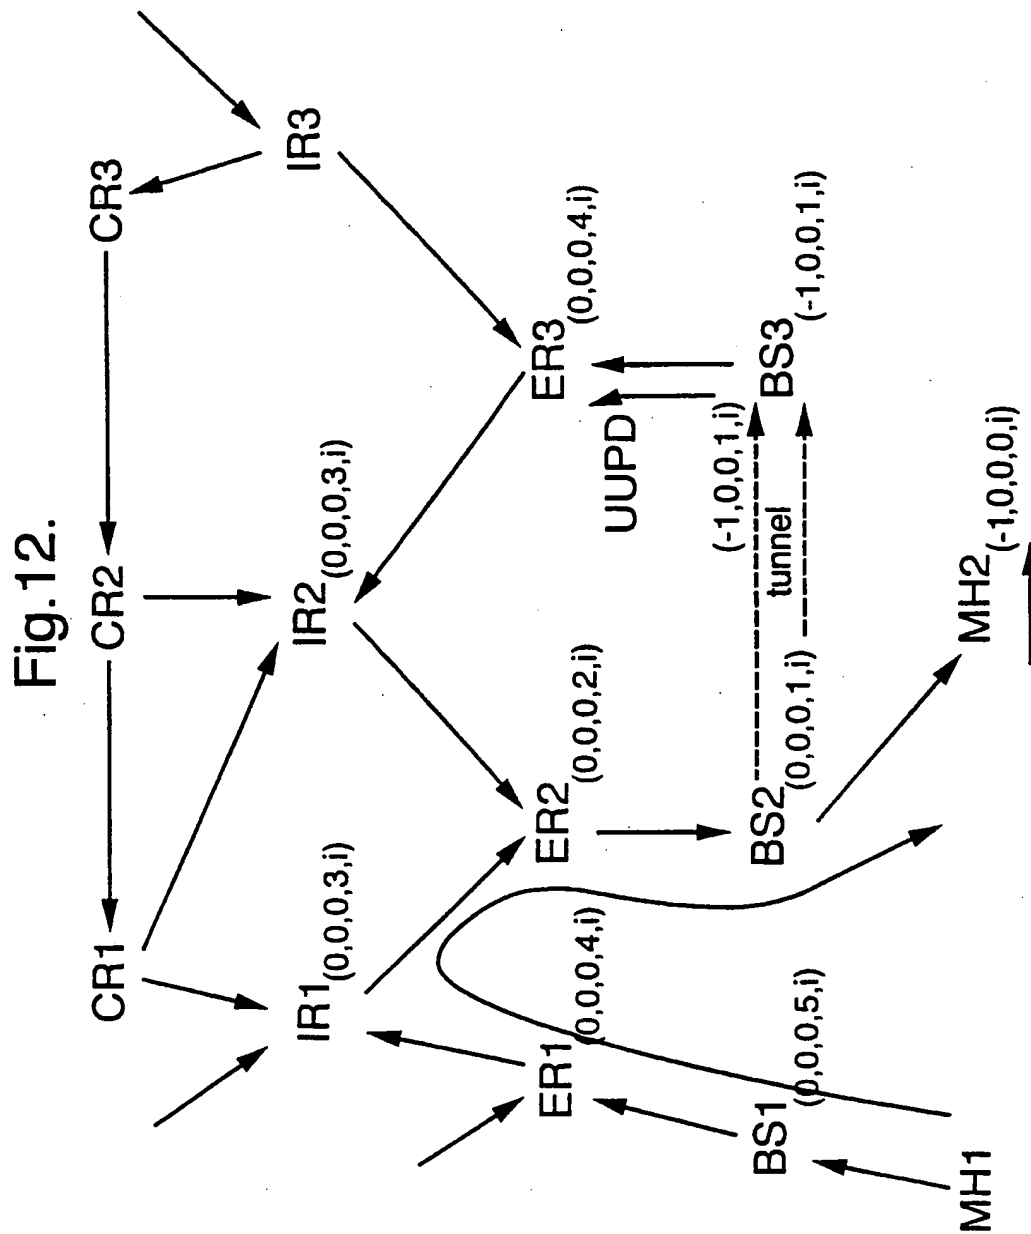 Fig.12.
CR1
CR2
CR3
IR1(0,0,0,3,i)
IR2(0,0,0,3,i)
IR3
ER1(0,0,0,4,i)
ER2(0,0,0,2,i)
ER3(0,0,0,4,i)
UUPD
(-1,0,0,1,i)
tunnel
BS1(0,0,0,5,i)
BS2(0,0,0,1,i)
BS3(-1,0,0,1,i)
MH1
MH2(-1,0,0,0,i)